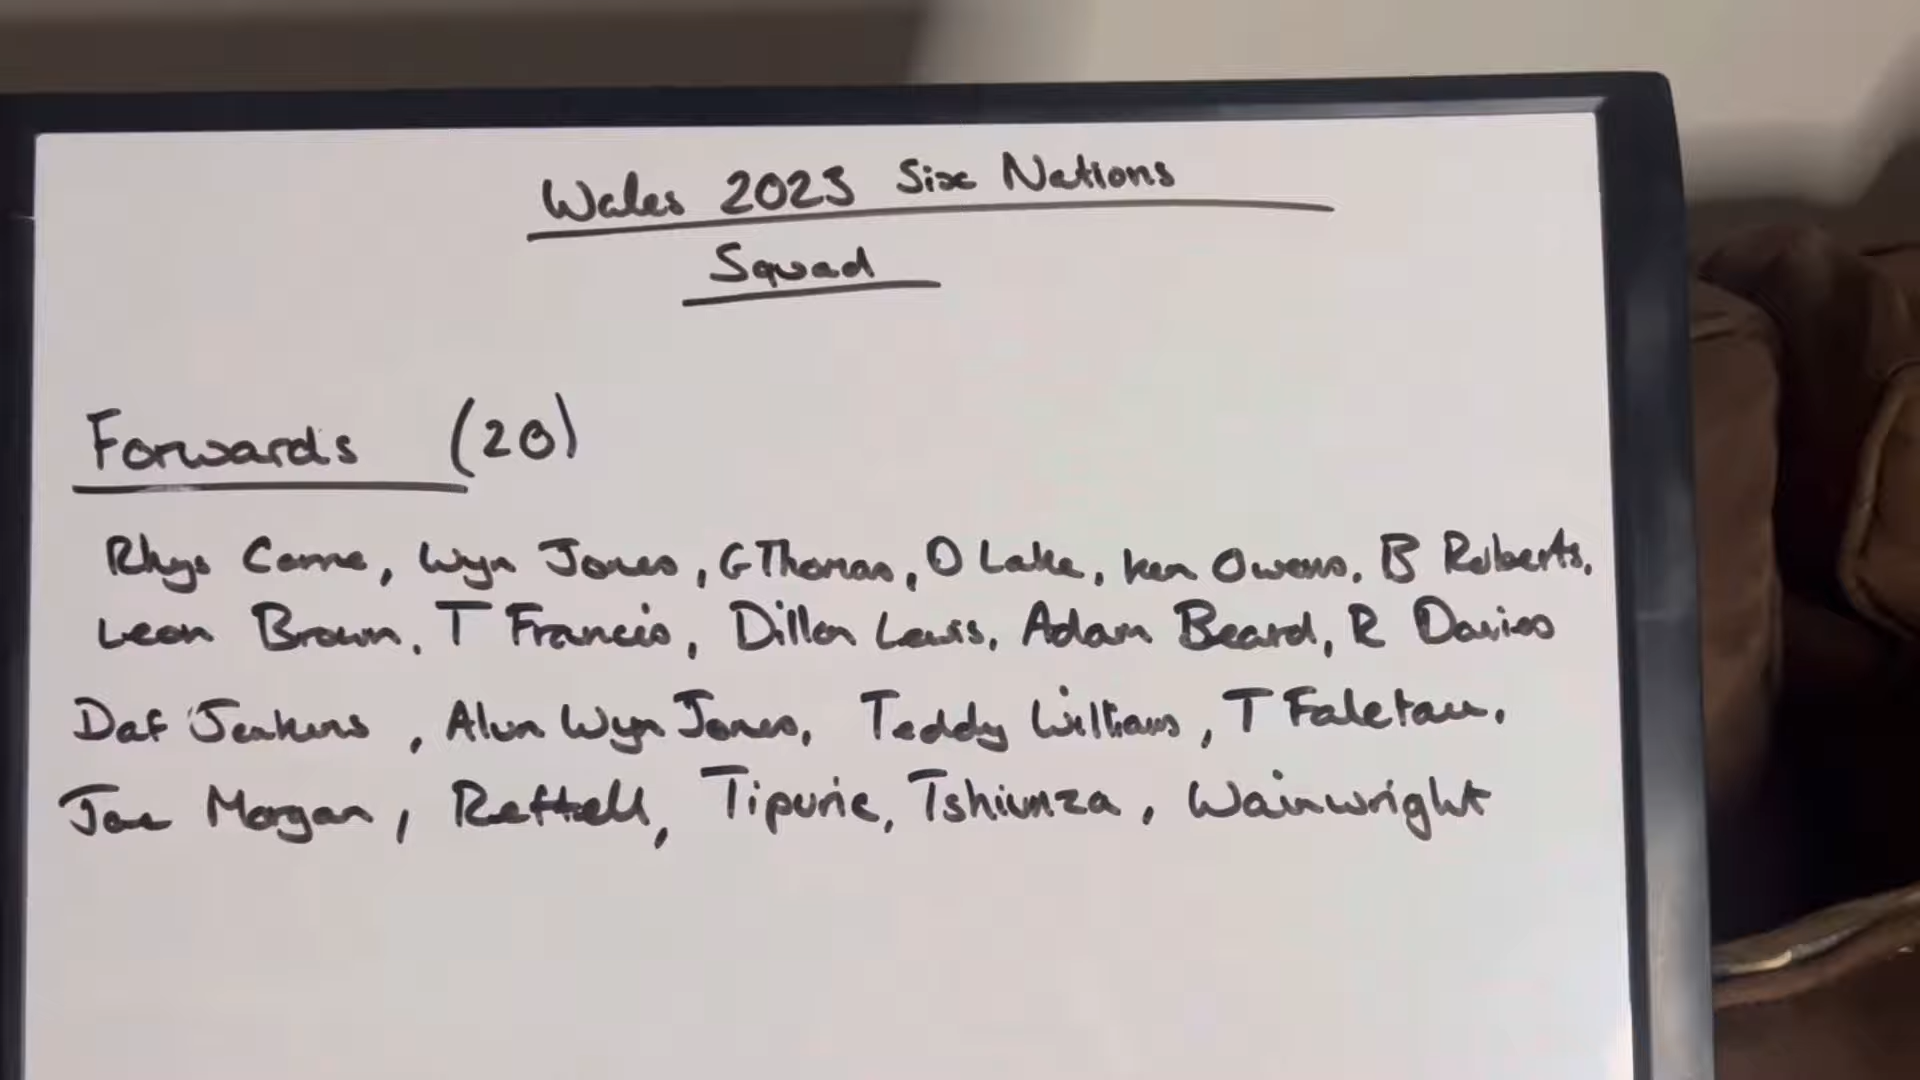 Wales 2023 Six Nations
Squad
Forwards (20)
Rhys Carre, Wyn Jones, G Thomas, D Lake, Ken Owens, B Roberts,
Leon Brown, T Francis, Dillon Lewis, Adam Beard, R Davies
Daf Jenkins, Alun Wyn Jones, Teddy Williams, T Faletau,
Jac Morgan, Reffell, Tipuric, Tshiunza, Wainwright